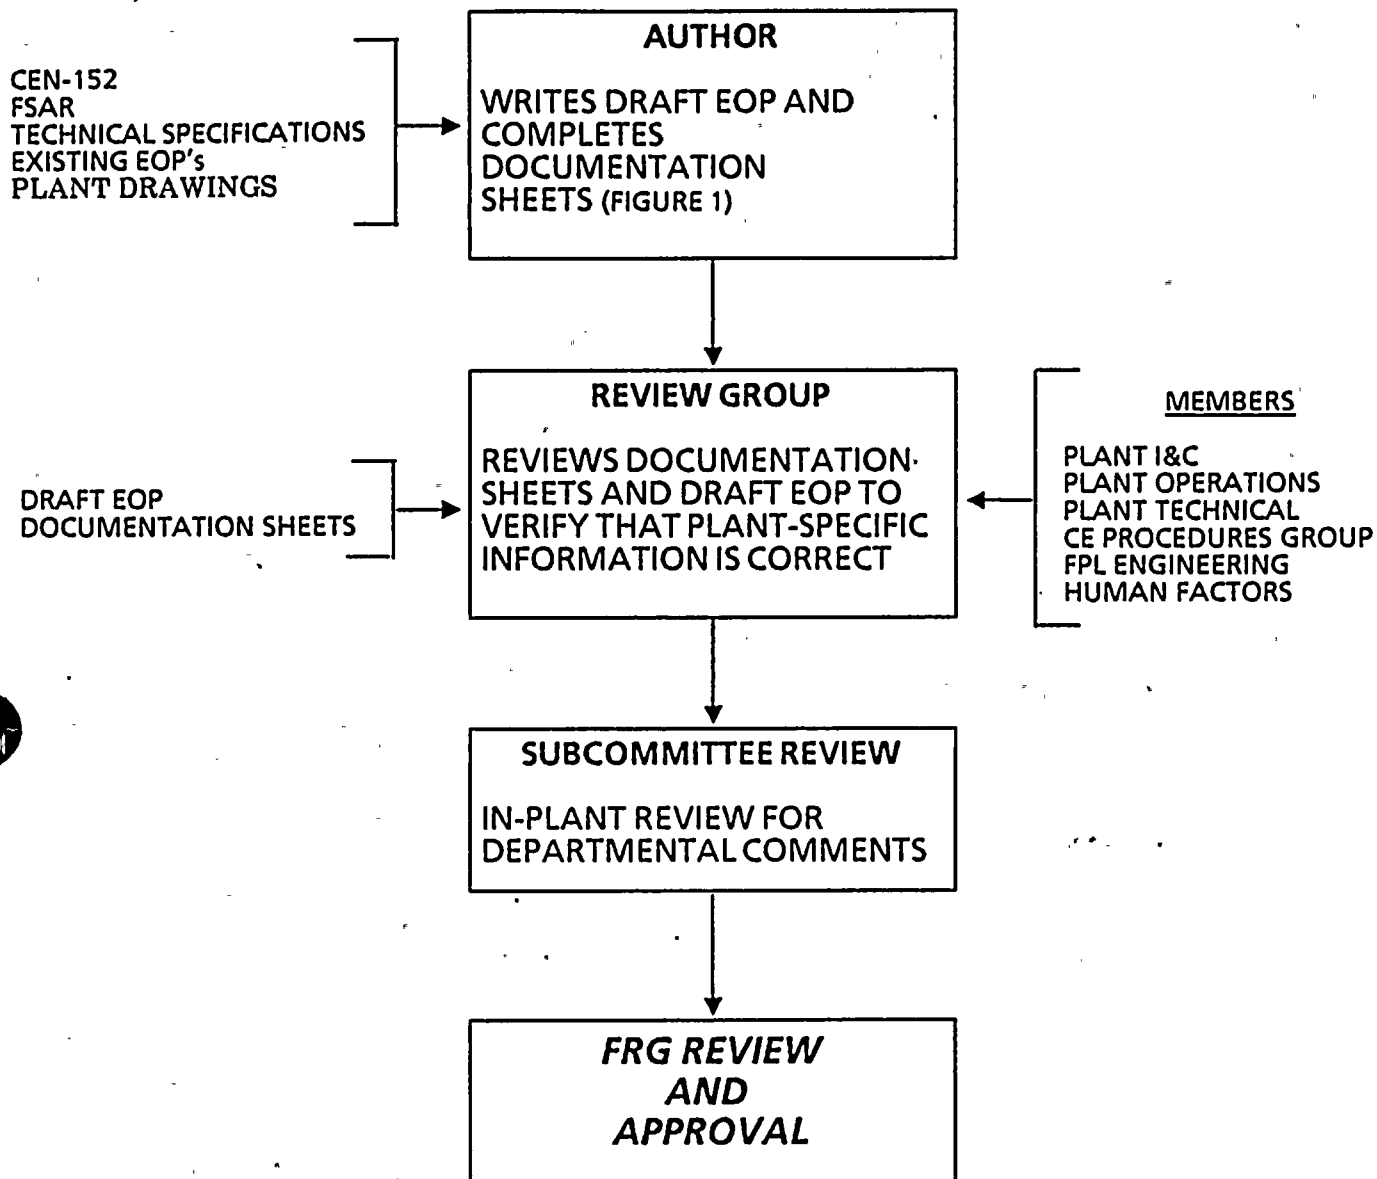 CEN-152
FSAR
TECHNICAL SPECIFICATIONS
EXISTING EOP's
PLANT DRAWINGS
AUTHOR
WRITES DRAFT EOP AND
COMPLETES
DOCUMENTATION
SHEETS (FIGURE 1)
DRAFT EOP
DOCUMENTATION SHEETS
REVIEW GROUP
REVIEWS DOCUMENTATION
SHEETS AND DRAFT EOP TO
VERIFY THAT PLANT-SPECIFIC
INFORMATION IS CORRECT
MEMBERS
PLANT I&C
PLANT OPERATIONS
PLANT TECHNICAL
CE PROCEDURES GROUP
FPL ENGINEERING
HUMAN FACTORS
SUBCOMMITTEE REVIEW
IN-PLANT REVIEW FOR
DEPARTMENTAL COMMENTS
FRG REVIEW
AND
APPROVAL